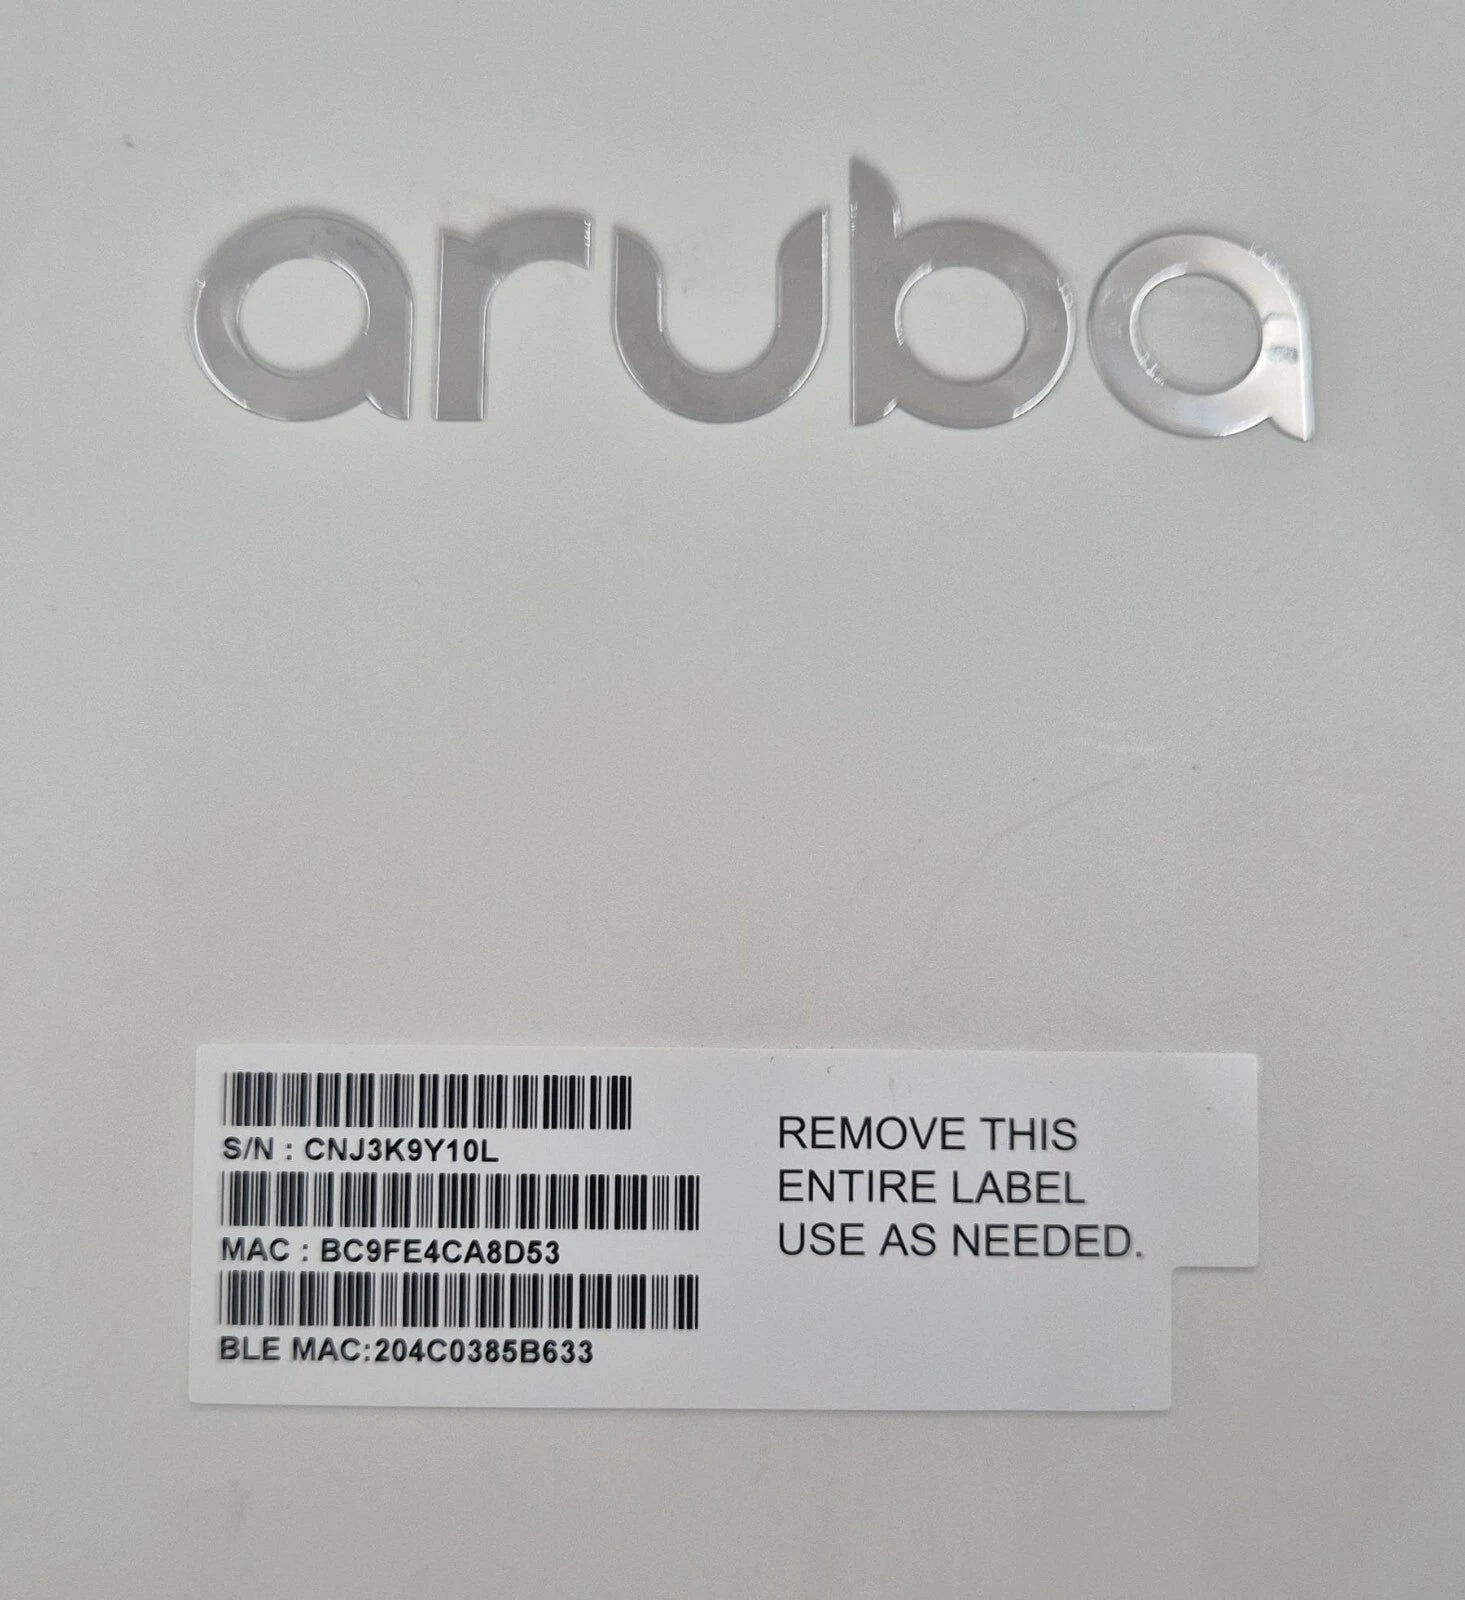 aruba
S/N : CNJ3K9Y10L
MAC : BC9FE4CA8D53
BLE MAC:204C0385B633
REMOVE THIS
ENTIRE LABEL
USE AS NEEDED.